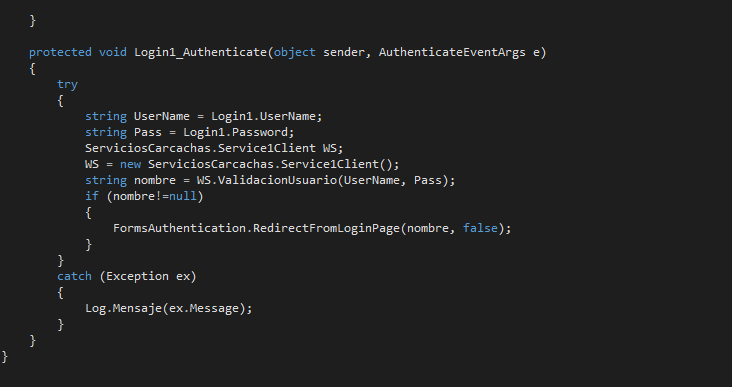 }
protected void Login1_Authenticate(object sender, AuthenticateEventArgs e)
{
try
{
string UserName = Login1.UserName;
string Pass = Login1.Password;
ServiciosCarcachas.Service1Client WS;
WS = new ServiciosCarcachas.Service1Client();
string nombre = WS.ValidacionUsuario(UserName, Pass);
if (nombre!=null)
{
FormsAuthentication.RedirectFromLoginPage(nombre, false);
}
}
catch (Exception ex)
{
Log.Mensaje(ex.Message);
}
}
}